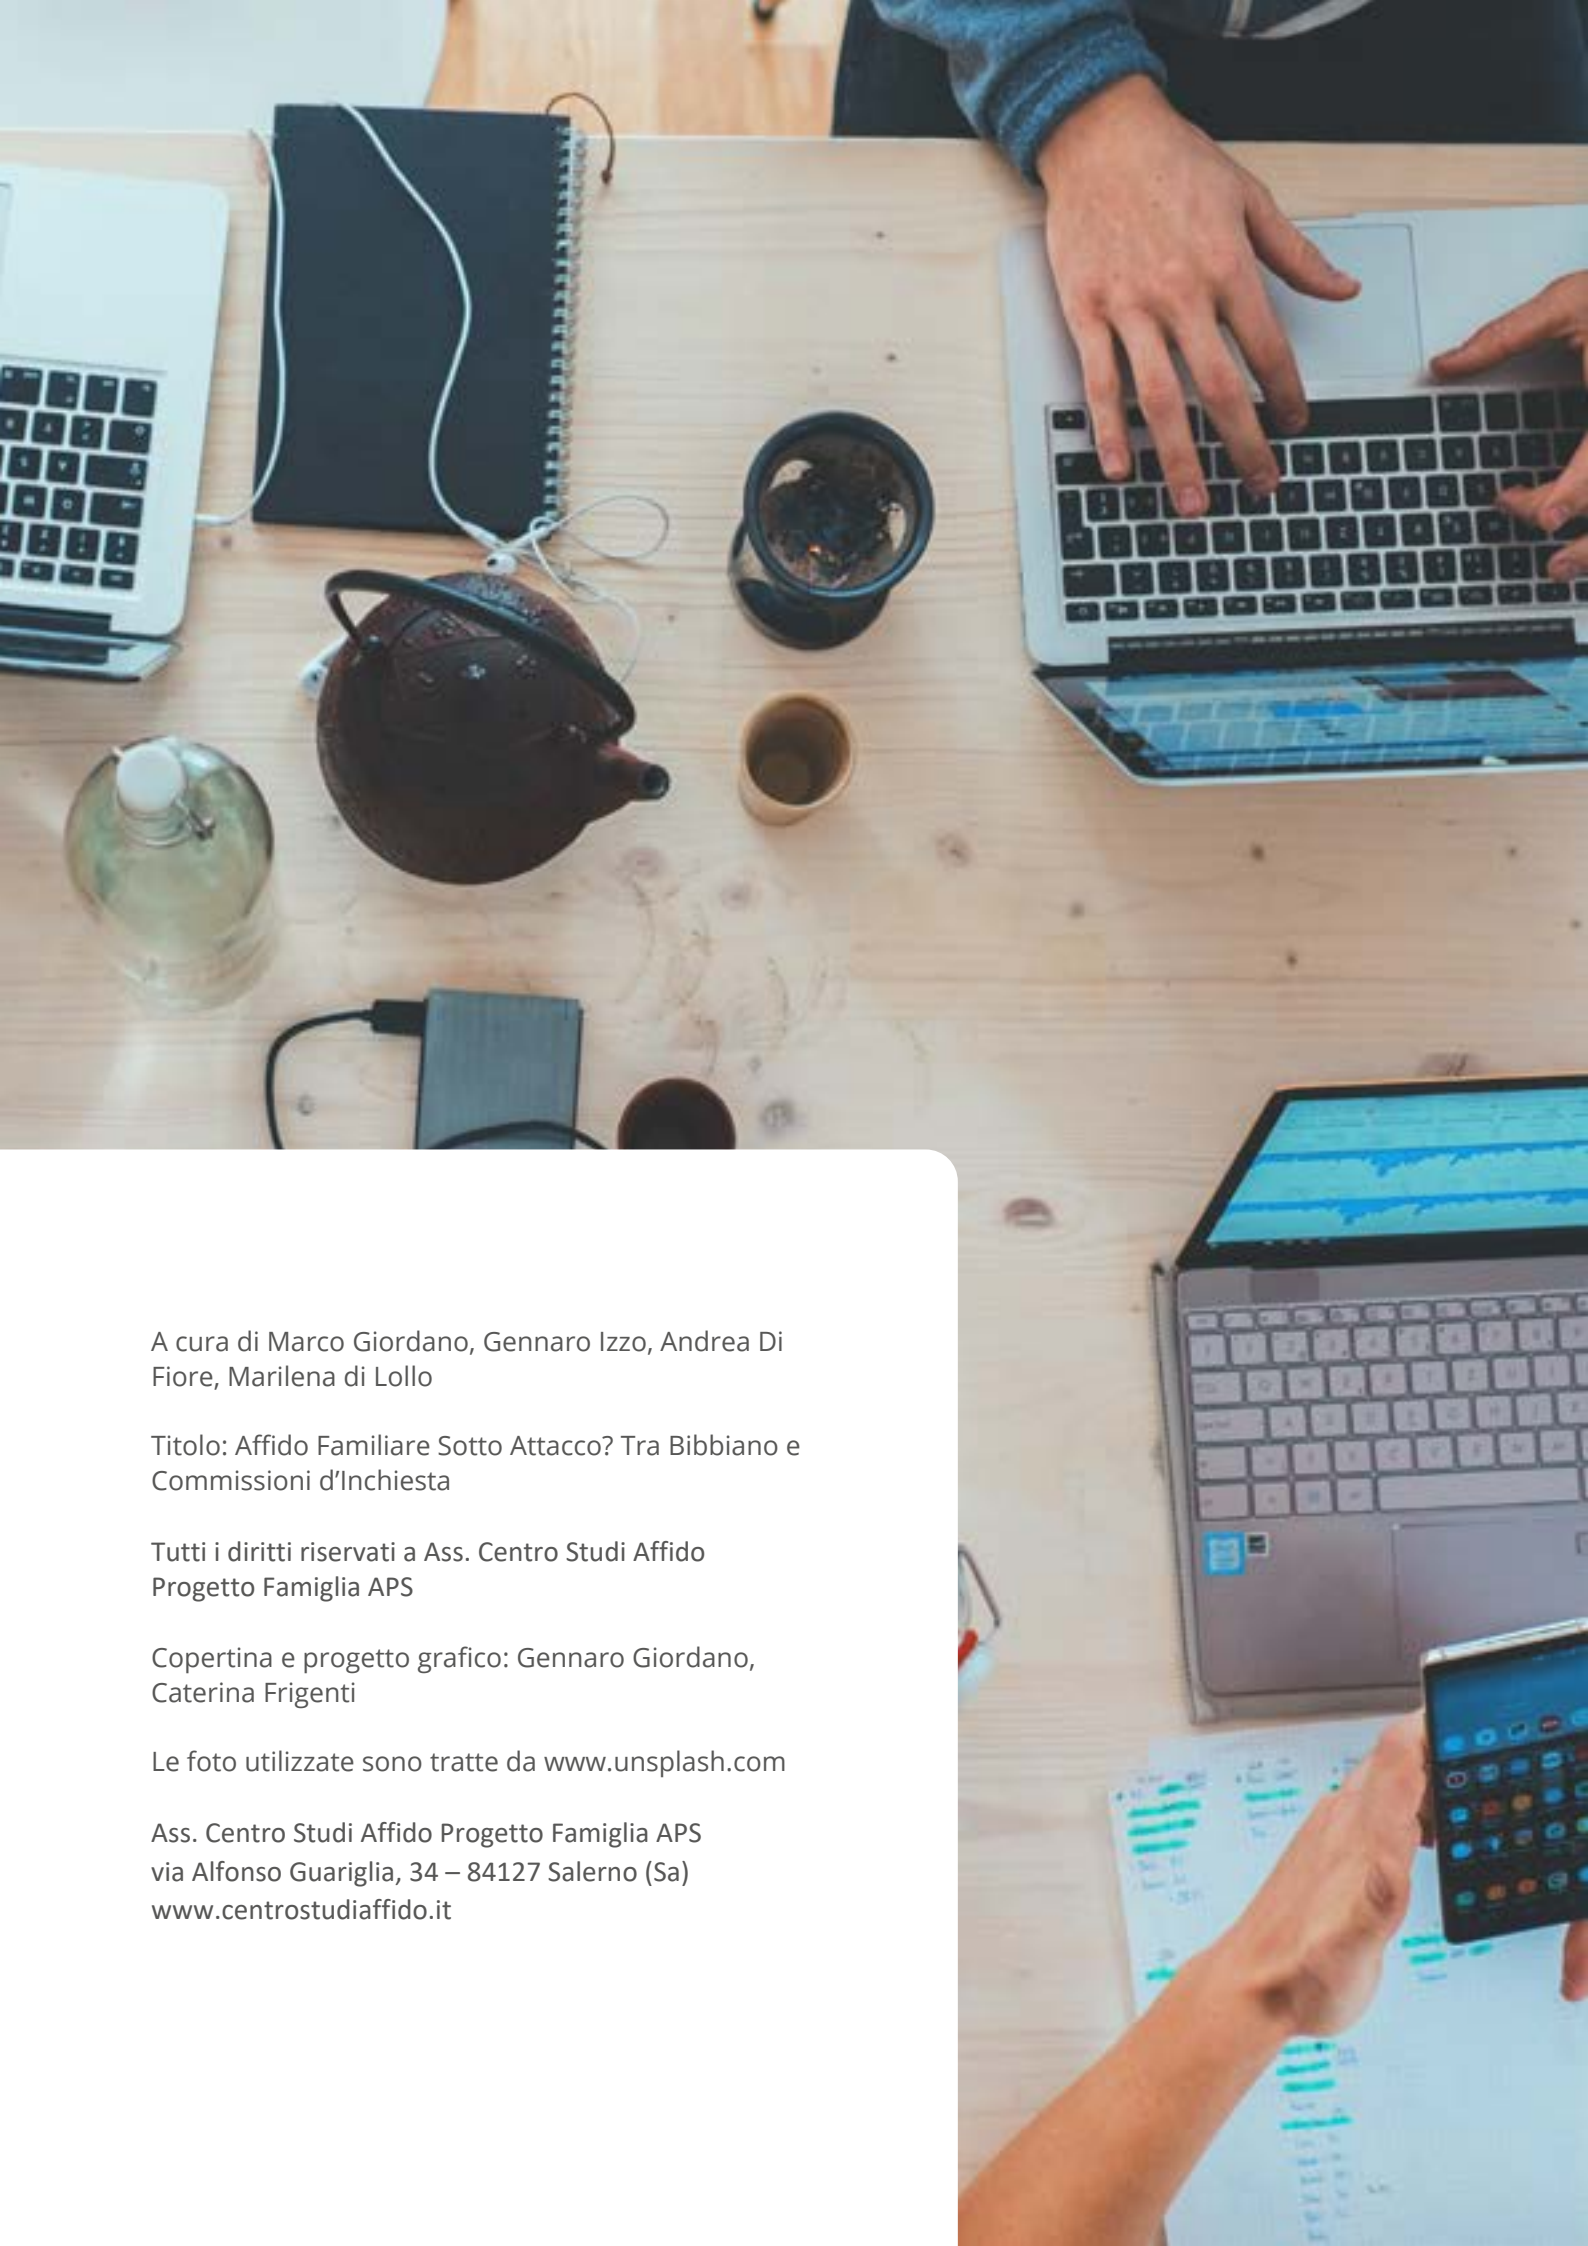 A cura di Marco Giordano, Gennaro Izzo, Andrea Di
Fiore, Marilena di Lollo
Titolo: Affido Familiare Sotto Attacco? Tra Bibbiano e
Commissioni d’Inchiesta
Tutti i diritti riservati a Ass. Centro Studi Affido
Progetto Famiglia APS
Copertina e progetto grafico: Gennaro Giordano,
Caterina Frigenti
Le foto utilizzate sono tratte da www.unsplash.com
Ass. Centro Studi Affido Progetto Famiglia APS
via Alfonso Guariglia, 34 – 84127 Salerno (Sa)
www.centrostudiaffido.it